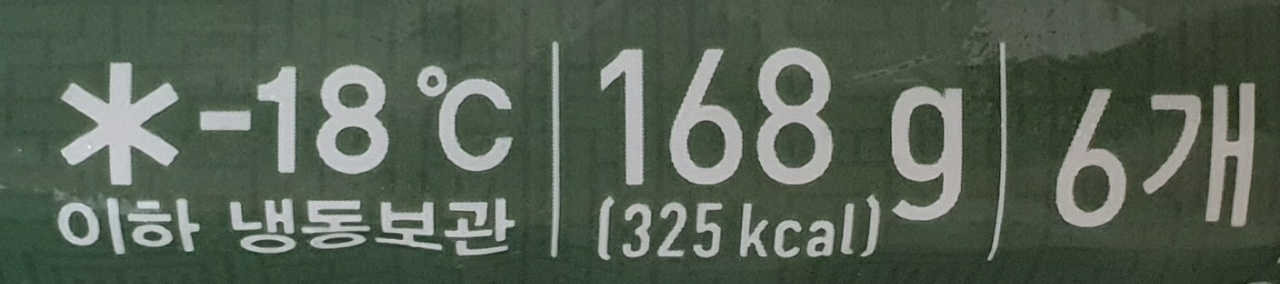 *-18℃
이하 냉동보관
168 g
(325 kcal)
6개